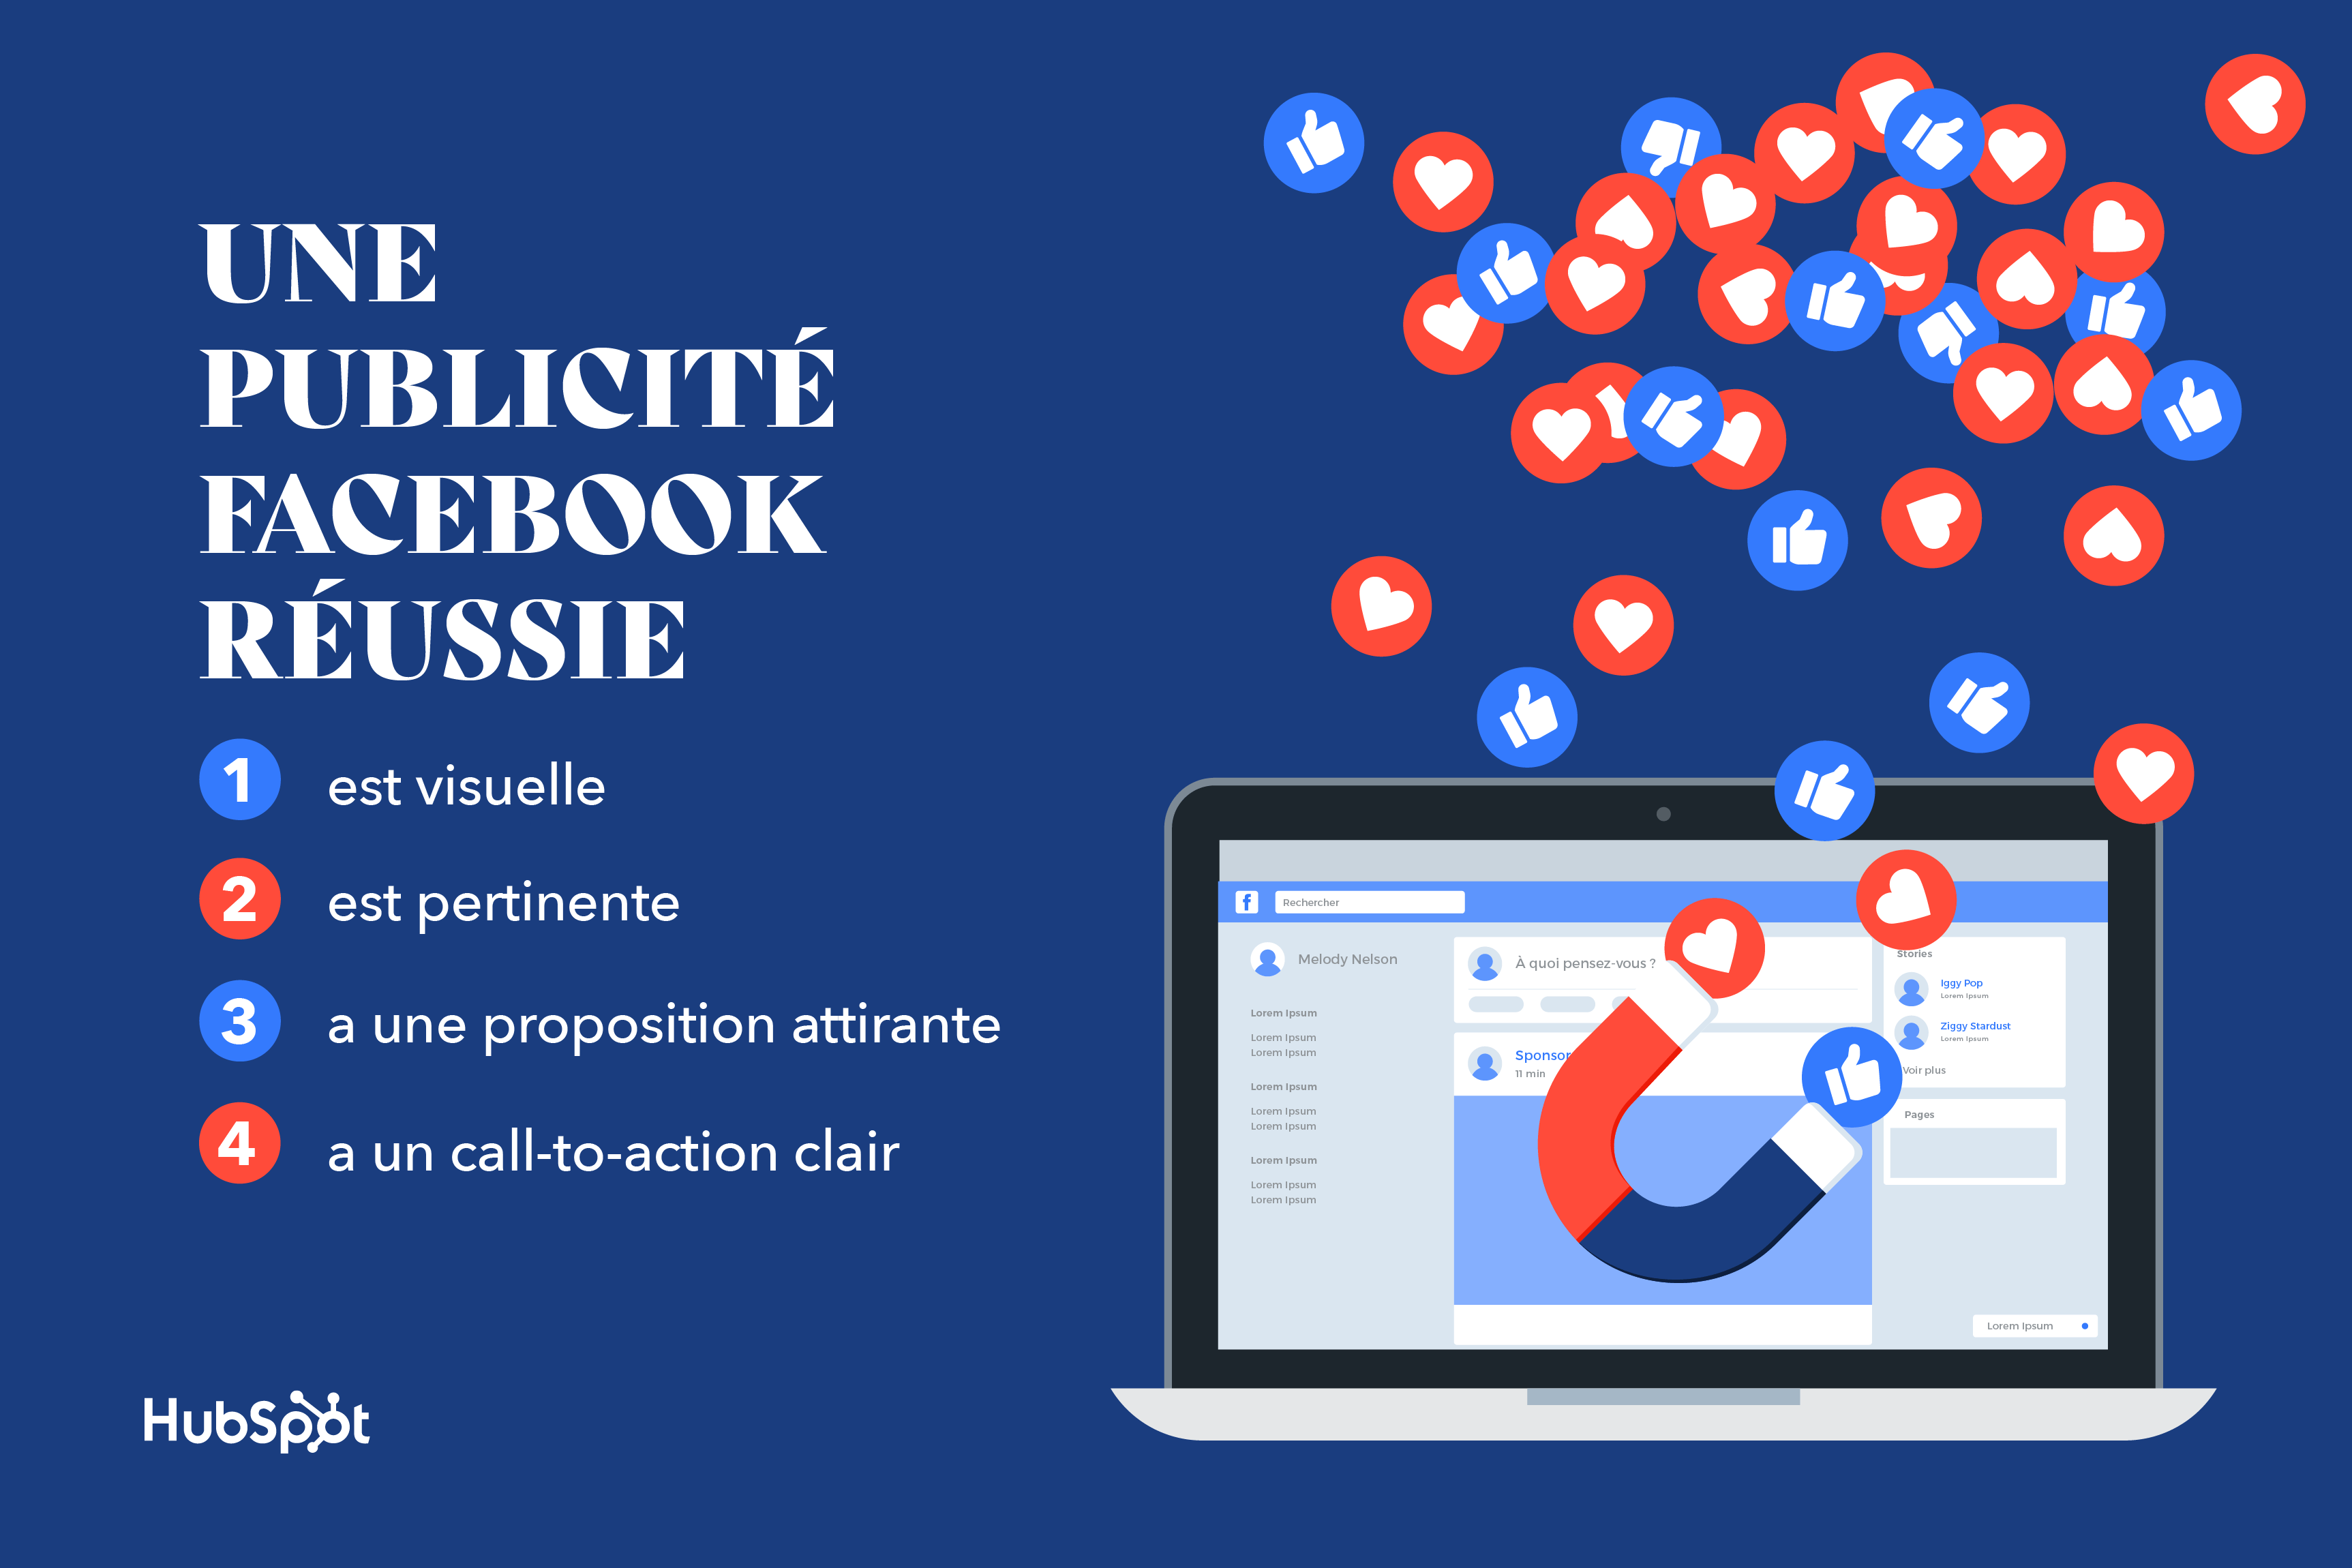 UNE
PUBLICITÉ
FACEBOOK
RÉUSSIE
1 est visuelle
2 est pertinente
3 a une proposition attirante
4 a un call-to-action clair
HubSpot
f Rechercher
Melody Nelson
Lorem Ipsum
Lorem Ipsum
Lorem Ipsum
Lorem Ipsum
Lorem Ipsum
Lorem Ipsum
Lorem Ipsum
Lorem Ipsum
Lorem Ipsum
À quoi pensez-vous ?
Sponsor
11 min
Stories
Iggy Pop
Lorem Ipsum
Ziggy Stardust
Lorem Ipsum
Voir plus
Pages
Lorem Ipsum